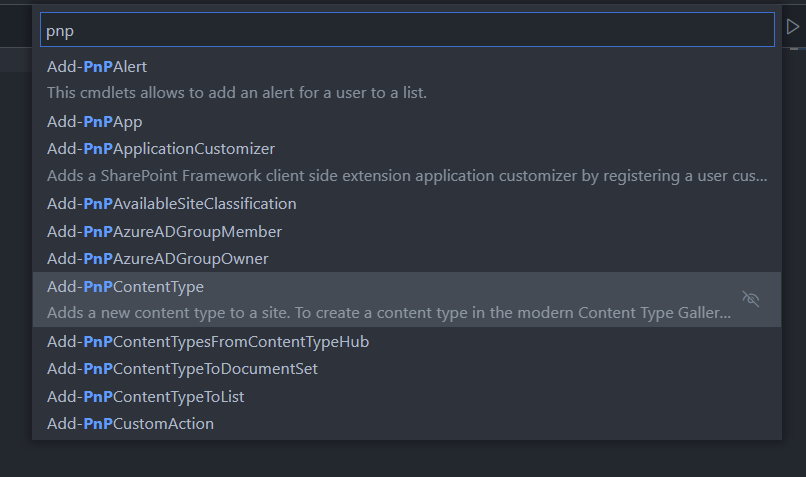 pnp
Add-PnPAlert
This cmdlets allows to add an alert for a user to a list.
Add-PnPApp
Add-PnPApplicationCustomizer
Adds a SharePoint Framework client side extension application customizer by registering a user cus...
Add-PnPAvailableSiteClassification
Add-PnPAzureADGroupMember
Add-PnPAzureADGroupOwner
Add-PnPContentType
Adds a new content type to a site. To create a content type in the modern Content Type Galler...
Add-PnPContentTypesFromContentTypeHub
Add-PnPContentTypeToDocumentSet
Add-PnPContentTypeToList
Add-PnPCustomAction